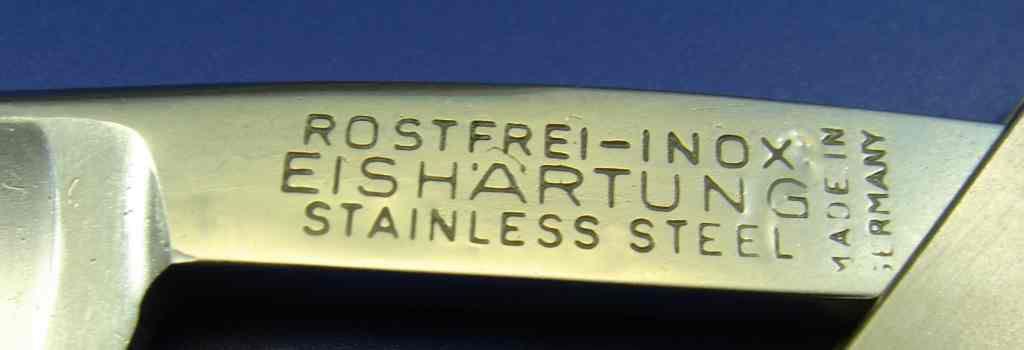 ROSTFREI-INOX
EISHÄRTUNG
STAINLESS STEEL
MADE IN
GERMANY